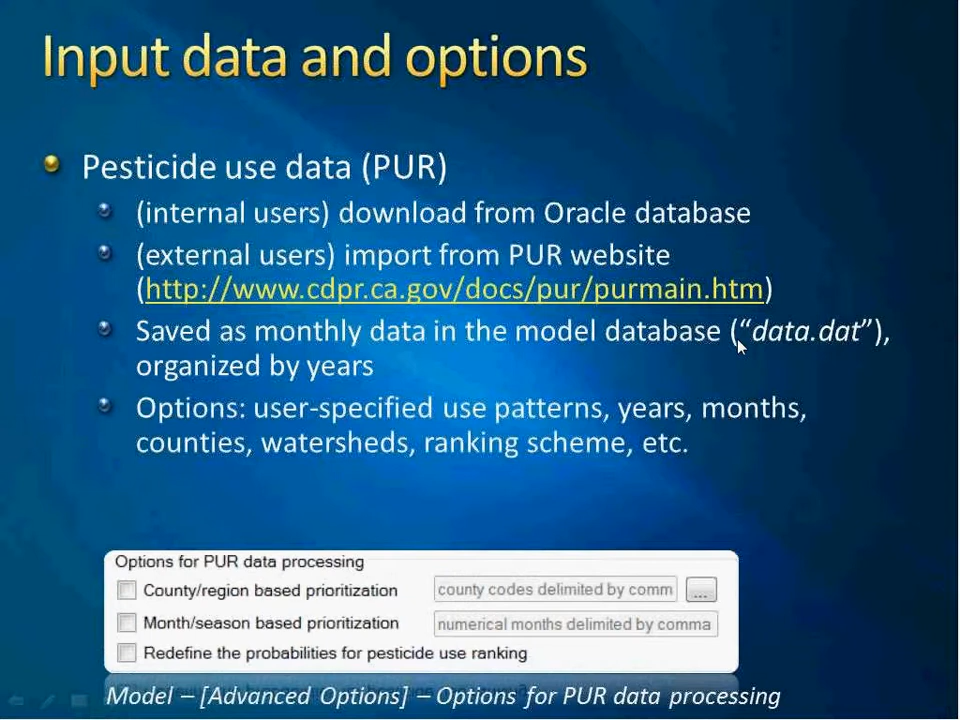 Input data and options
Pesticide use data (PUR)
(internal users) download from Oracle database
(external users) import from PUR website
(http://www.cdpr.ca.gov/docs/pur/purmain.htm)
Saved as monthly data in the model database (“data.dat”),
organized by years
Options: user-specified use patterns, years, months,
counties, watersheds, ranking scheme, etc.
Options for PUR data processing
County/region based prioritization county codes delimited by comm ...
Month/season based prioritization numerical months delimited by comma
Redefine the probabilities for pesticide use ranking
Model – [Advanced Options] – Options for PUR data processing